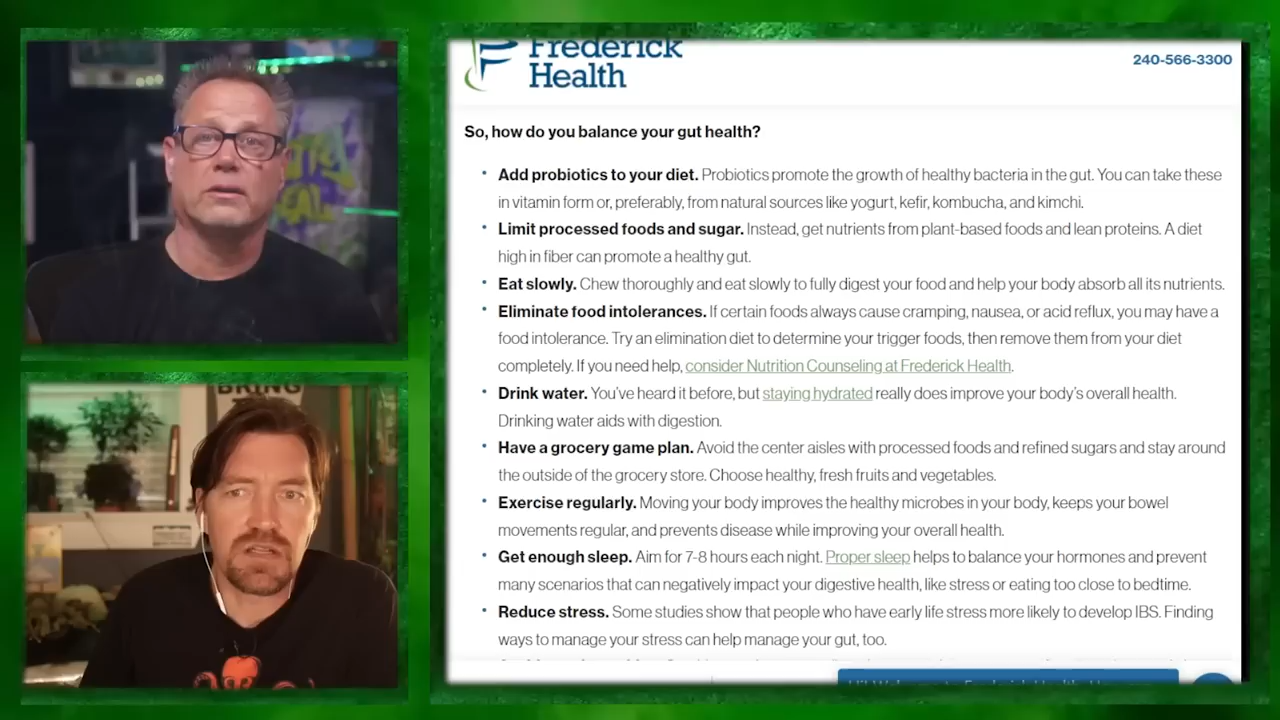 BRING
Frederick
Health
240-566-3300
So, how do you balance your gut health?
• Add probiotics to your diet. Probiotics promote the growth of healthy bacteria in the gut. You can take these
in vitamin form or, preferably, from natural sources like yogurt, kefir, kombucha, and kimchi.
• Limit processed foods and sugar. Instead, get nutrients from plant-based foods and lean proteins. A diet
high in fiber can promote a healthy gut.
• Eat slowly. Chew thoroughly and eat slowly to fully digest your food and help your body absorb all its nutrients.
• Eliminate food intolerances. If certain foods always cause cramping, nausea, or acid reflux, you may have a
food intolerance. Try an elimination diet to determine your trigger foods, then remove them from your diet
completely. If you need help, consider Nutrition Counseling at Frederick Health.
• Drink water. You've heard it before, but staying hydrated really does improve your body's overall health.
Drinking water aids with digestion.
• Have a grocery game plan. Avoid the center aisles with processed foods and refined sugars and stay around
the outside of the grocery store. Choose healthy, fresh fruits and vegetables.
• Exercise regularly. Moving your body improves the healthy microbes in your body, keeps your bowel
movements regular, and prevents disease while improving your overall health.
• Get enough sleep. Aim for 7-8 hours each night. Proper sleep helps to balance your hormones and prevent
many scenarios that can negatively impact your digestive health, like stress or eating too close to bedtime.
• Reduce stress. Some studies show that people who have early life stress more likely to develop IBS. Finding
ways to manage your stress can help manage your gut, too.